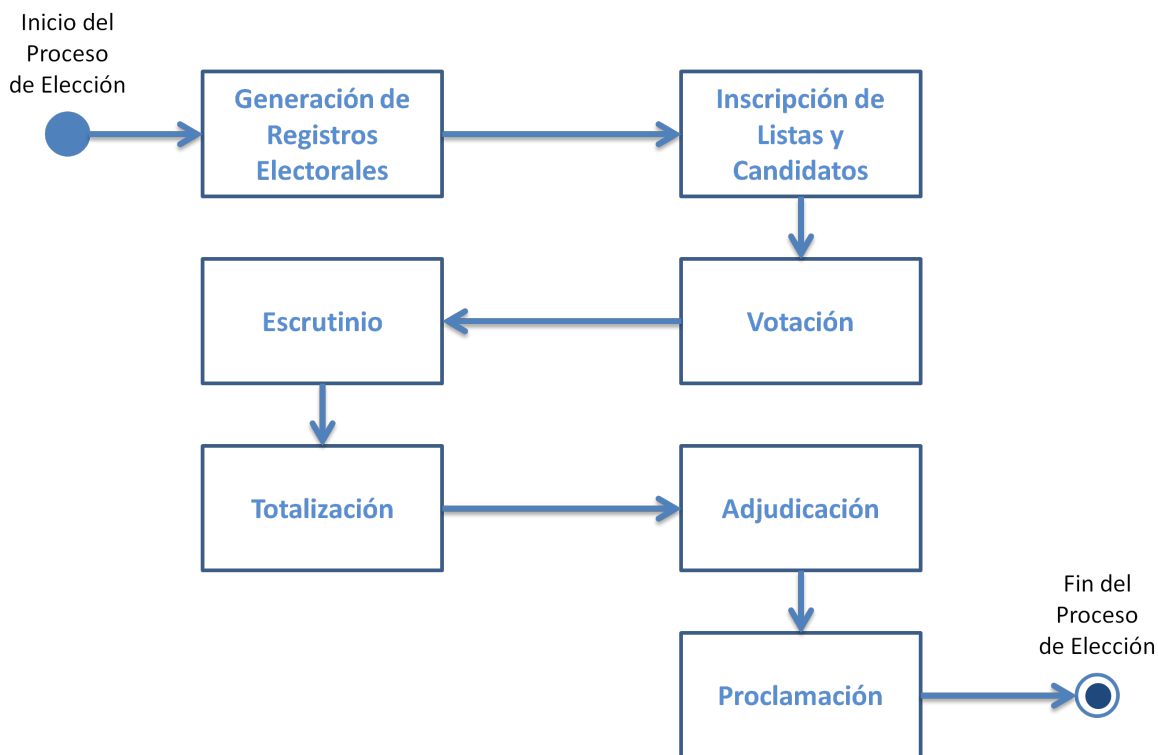 Inicio del
Proceso
de Elección
Generación de
Registros
Electorales
Inscripción de
Listas y
Candidatos
Escrutinio
Votación
Totalización
Adjudicación
Fin del
Proceso
de Elección
Proclamación